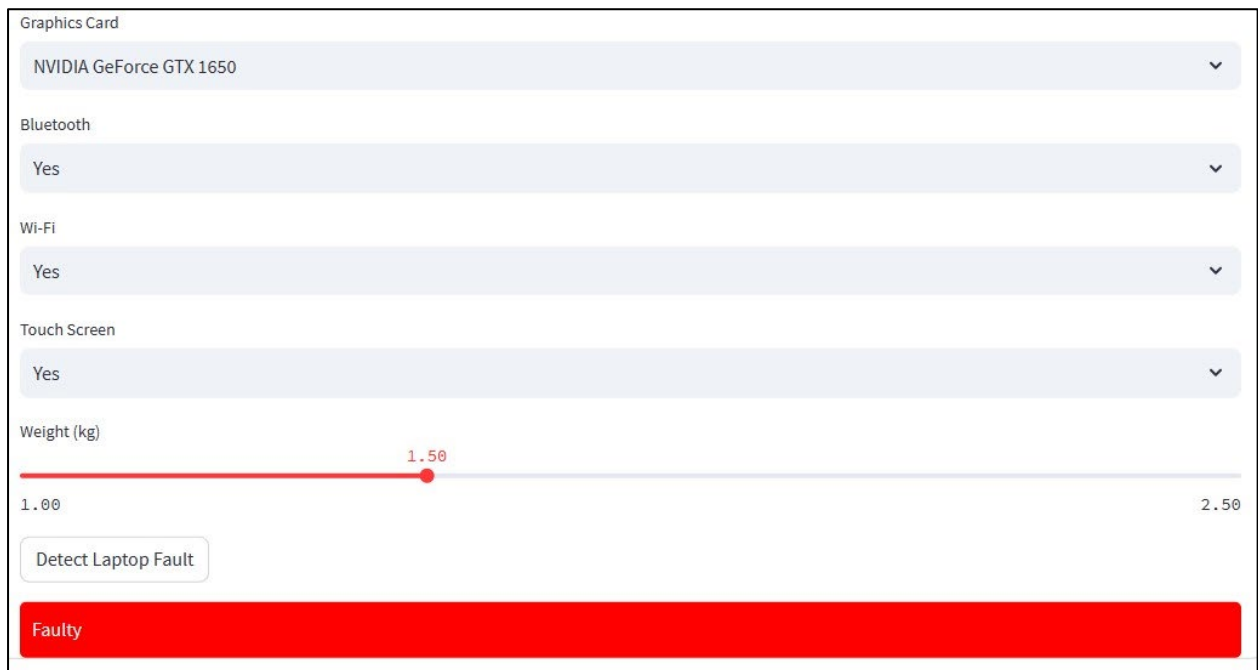 Graphics Card
NVIDIA GeForce GTX 1650
Bluetooth
Yes
Wi-Fi
Yes
Touch Screen
Yes
Weight (kg)
1.50
1.00 2.50
Detect Laptop Fault
Faulty